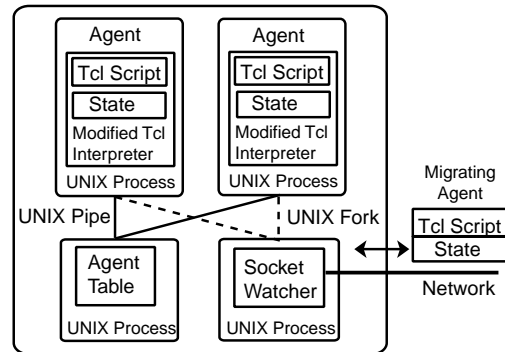 Agent
Tcl Script
State
Modified Tcl
Interpreter
UNIX Process
Agent
Tcl Script
State
Modified Tcl
Interpreter
UNIX Process
UNIX Pipe
UNIX Fork
Agent
Table
UNIX Process
Socket
Watcher
UNIX Process
Migrating
Agent
Tcl Script
State
Network